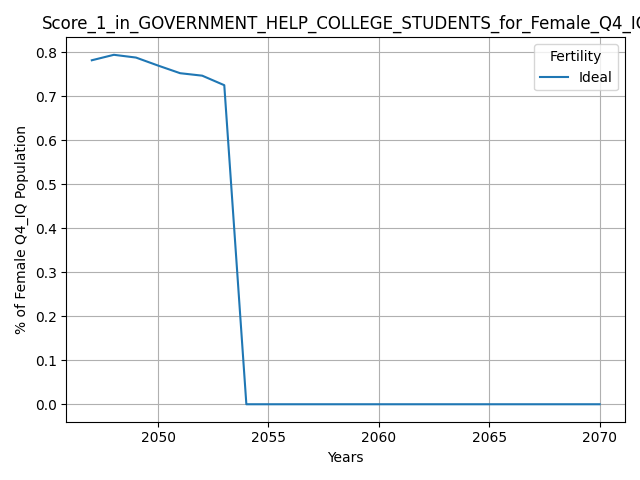 Score_1_in_GOVERNMENT_HELP_COLLEGE_STUDENTS_for_Female_Q4_IQ
Fertility
Ideal
% of Female Q4_IQ Population
0.8
0.7
0.6
0.5
0.4
0.3
0.2
0.1
0.0
2050
2055
2060
2065
2070
Years